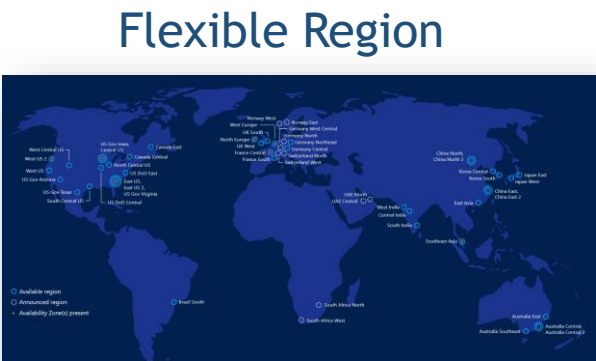 Flexible Region
Norway West
Norway East
West Europe
Germany North
Germany West Central
UK South
North Europe
Germany Northeast
UK West
Germany Central
France Central
Switzerland North
France South
Switzerland West
West Central US
US Gov Iowa,
Central US
Canada East
West US 2
Canada Central
North Central US
West US
US DoD East
US Gov Arizona
East US,
East US 2,
US Gov Virginia
US Gov Texas
South Central US
US DoD Central
China North,
China North 2
Korea Central
Japan East
Korea South
Japan West
China East,
China East 2
UAE North
UAE Central
West India
Central India
East Asia
South India
Southeast Asia
Available region
Announced region
Availability Zone(s) present
Brazil South
South Africa North
South Africa West
Australia East
Australia Southeast
Australia Central,
Australia Central 2